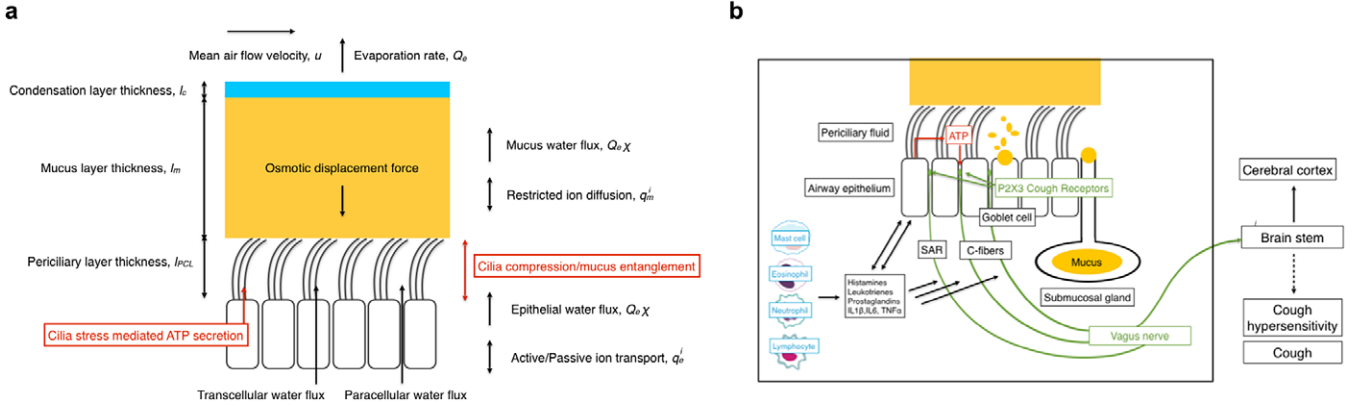 a
Mean air flow velocity, u
Evaporation rate, Qe
Condensation layer thickness, lc
Mucus layer thickness, lm
Osmotic displacement force
Mucus water flux, Qe χ
Restricted ion diffusion, q^i_m
Periciliary layer thickness, lPCL
Cilia compression/mucus entanglement
Epithelial water flux, Qe χ
Cilia stress mediated ATP secretion
Active/Passive ion transport, q^i_e
Transcellular water flux
Paracellular water flux
b
Periciliary fluid
ATP
Airway epithelium
P2X3 Cough Receptors
Goblet cell
Mast cell
SAR
C-fibers
Mucus
Eosinophil
Histamines
Leukotrienes
Prostaglandins
IL1β,IL6, TNFα
Neutrophil
Submucosal gland
Lymphocyte
Vagus nerve
Cerebral cortex
i
Brain stem
Cough
hypersensitivity
Cough